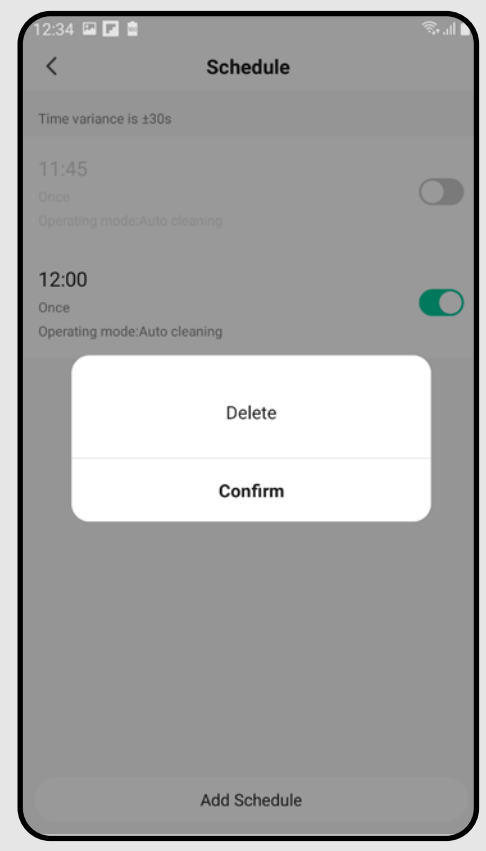 12:34
Schedule
Time variance is ±30s
11:45
Once
Operating mode:Auto cleaning
12:00
Once
Operating mode:Auto cleaning
Delete
Confirm
Add Schedule